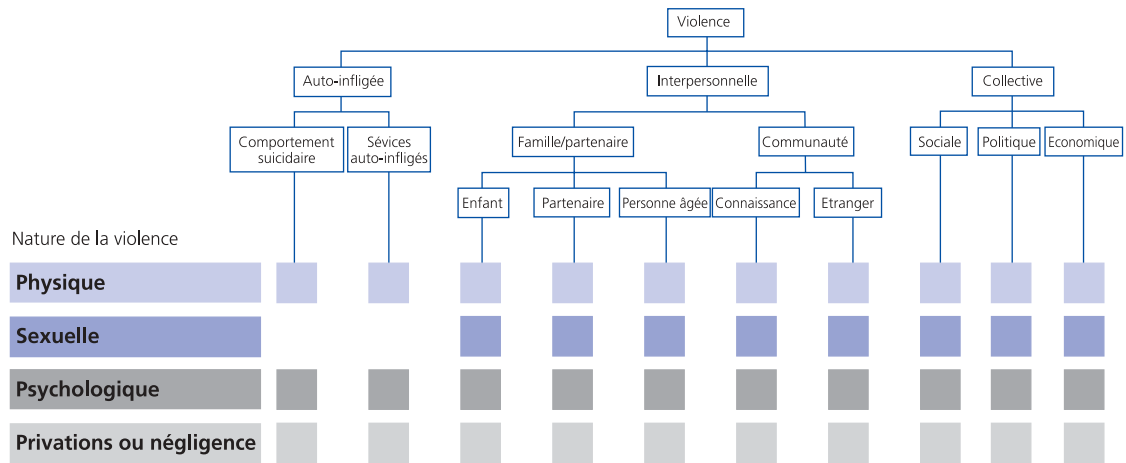 Violence
Auto-infligée
Interpersonnelle
Collective
Comportement
suicidaire
Sévices
auto-infligés
Famille/partenaire
Communauté
Sociale
Politique
Economique
Enfant
Partenaire
Personne âgée
Connaissance
Etranger
Nature de la violence
Physique
Sexuelle
Psychologique
Privations ou négligence